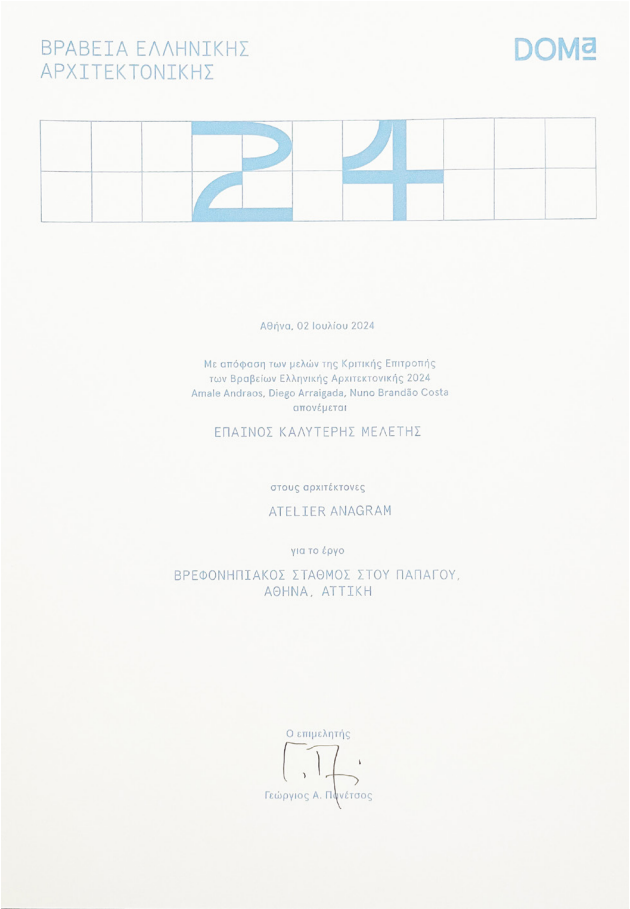 ΒΡΑΒΕΙΑ ΕΛΛΗΝΙΚΗΣ
ΑΡΧΙΤΕΚΤΟΝΙΚΗΣ
DOMa
24
Αθήνα, 02 Ιουλίου 2024
Με απόφαση των μελών της Κριτικής Επιτροπής
των Βραβείων Ελληνικής Αρχιτεκτονικής 2024
Amale Andraos, Diego Arraigada, Nuno Brandão Costa
απονέμεται
ΕΠΑΙΝΟΣ ΚΑΛΥΤΕΡΗΣ ΜΕΛΕΤΗΣ
στους αρχιτέκτονες
ATELIER ANAGRAM
για το έργο
ΒΡΕΦΟΝΗΠΙΑΚΟΣ ΣΤΑΘΜΟΣ ΣΤΟΥ ΠΑΠΑΓΟΥ,
ΑΘΗΝΑ, ΑΤΤΙΚΗ
Ο επιμελητής
Γεώργιος Α. Πανέτσος